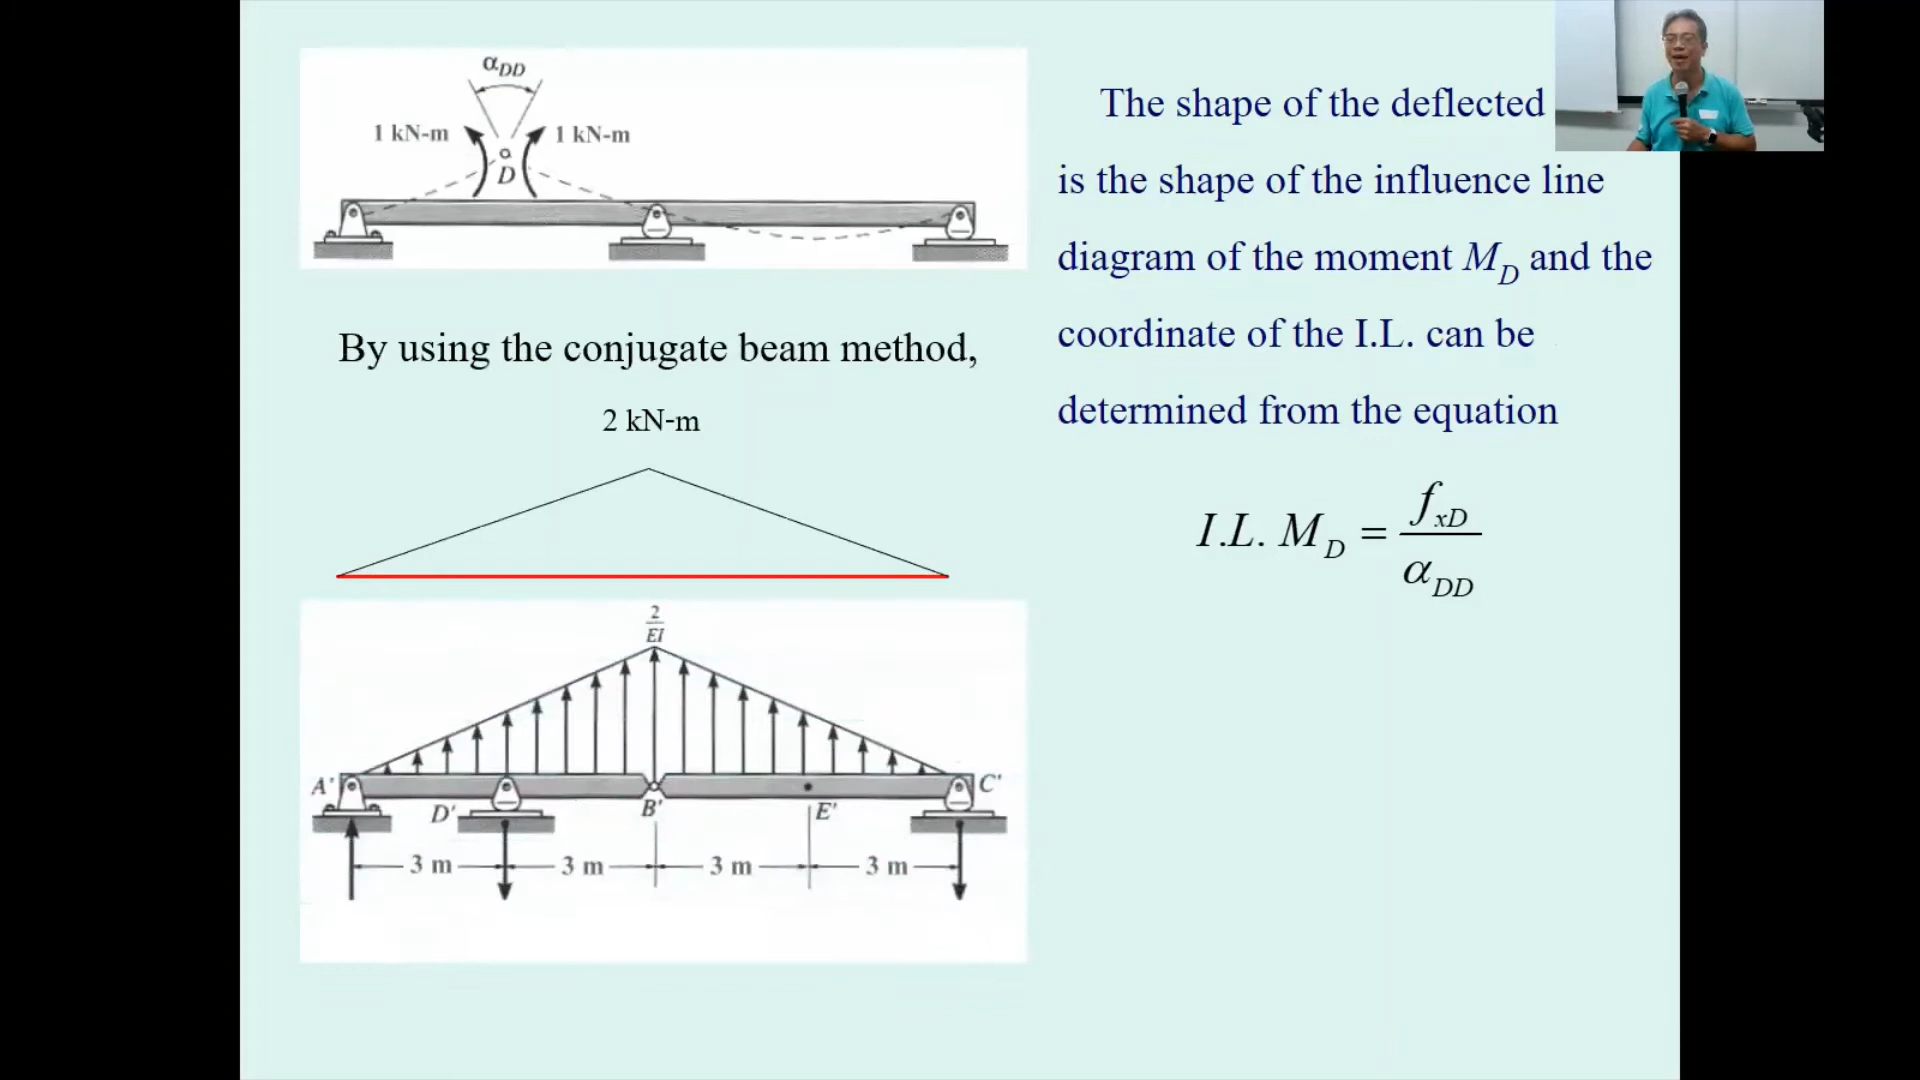 α_DD
1 kN-m
1 kN-m
D
The shape of the deflected
is the shape of the influence line
diagram of the moment M_D and the
coordinate of the I.L. can be
determined from the equation
I.L. M_D = f_xD / α_DD
By using the conjugate beam method,
2 kN-m
2/EI
A' D' B' E' C'
3 m 3 m 3 m 3 m